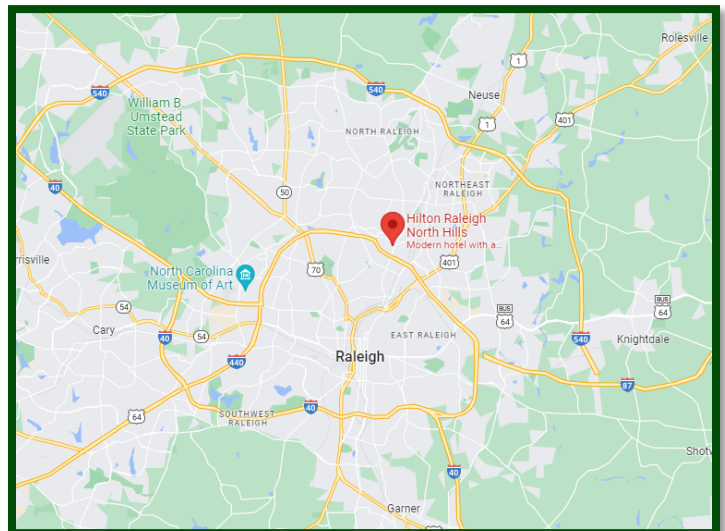 Rolesville
1
540
540
Neuse
William B.
Umstead
State Park
401
1
NORTH RALEIGH
40
50
NORTHEAST
RALEIGH
Hilton Raleigh
North Hills
Modern hotel with a...
rrisville
401
70
North Carolina
Museum of Art
BUS
64
BUS
64
54
Cary
40
54
EAST RALEIGH
540
Knightdale
Raleigh
440
87
40
64
SOUTHWEST
RALEIGH
Shotw
40
Garner